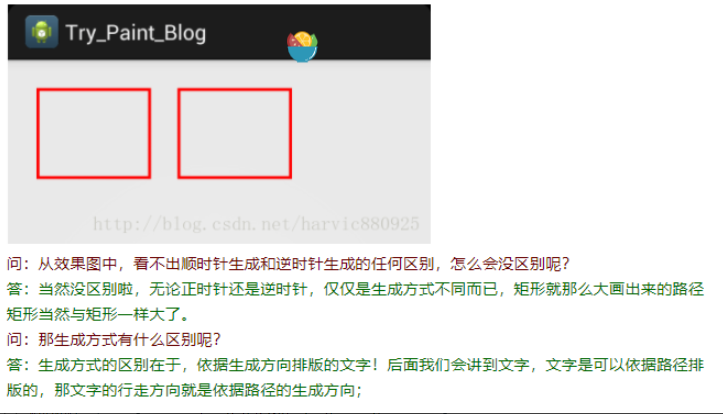 Try_Paint_Blog
http://blog.csdn.net/harvic880925
问：从效果图中，看不出顺时针生成和逆时针生成的任何区别，怎么会没区别呢？
答：当然没区别啦，无论正时针还是逆时针，仅仅是生成方式不同而已，矩形就那么大画出来的路径
矩形当然与矩形一样大了。
问：那生成方式有什么区别呢？
答：生成方式的区别在于，依据生成方向排版的文字！后面我们会讲到文字，文字是可以依据路径排
版的，那文字的行走方向就是依据路径的生成方向；